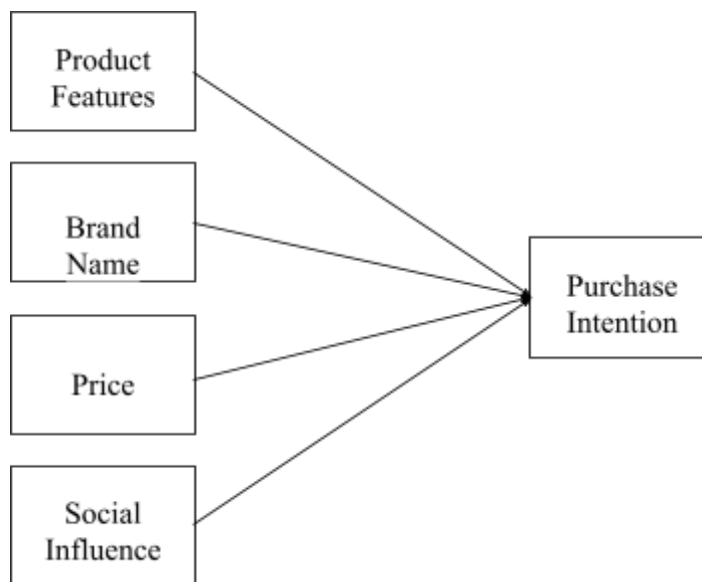 Product
Features
Brand
Name
Price
Social
Influence
Purchase
Intention